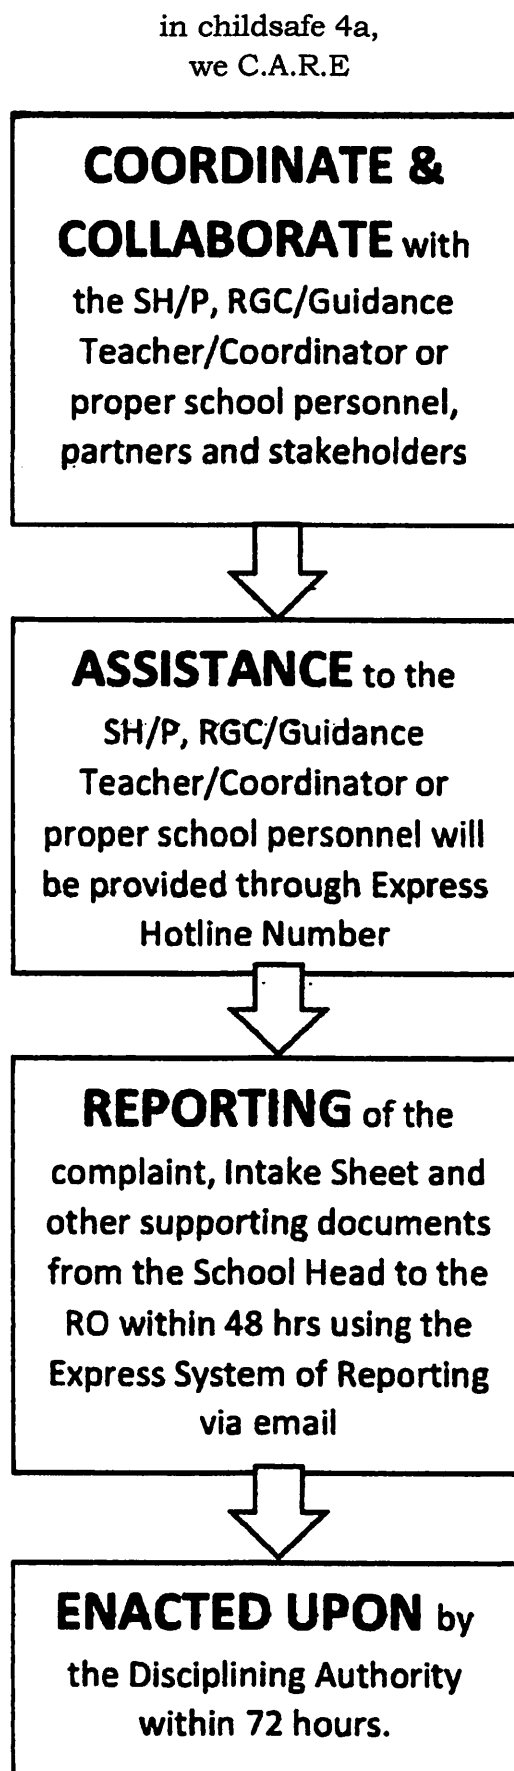 in childsafe 4a,
we C.A.R.E
COORDINATE &
COLLABORATE with
the SH/P, RGC/Guidance
Teacher/Coordinator or
proper school personnel,
partners and stakeholders
ASSISTANCE to the
SH/P, RGC/Guidance
Teacher/Coordinator or
proper school personnel will
be provided through Express
Hotline Number
REPORTING of the
complaint, Intake Sheet and
other supporting documents
from the School Head to the
RO within 48 hrs using the
Express System of Reporting
via email
ENACTED UPON by
the Disciplining Authority
within 72 hours.